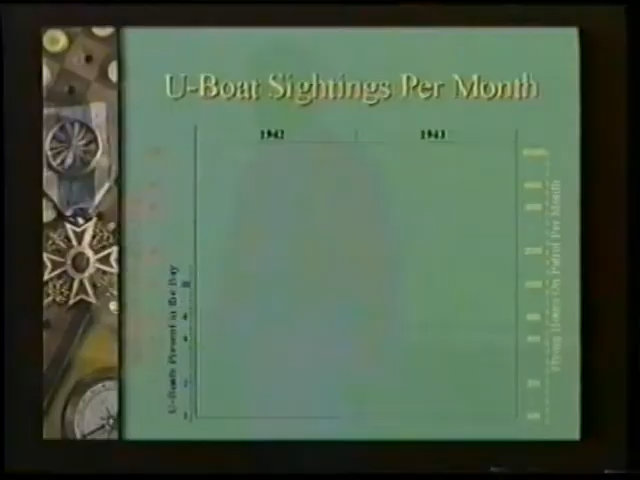 U-Boat Sightings Per Month
1942
1943
U-Boats Present in the Bay
Flying Hours On Patrol Per Month